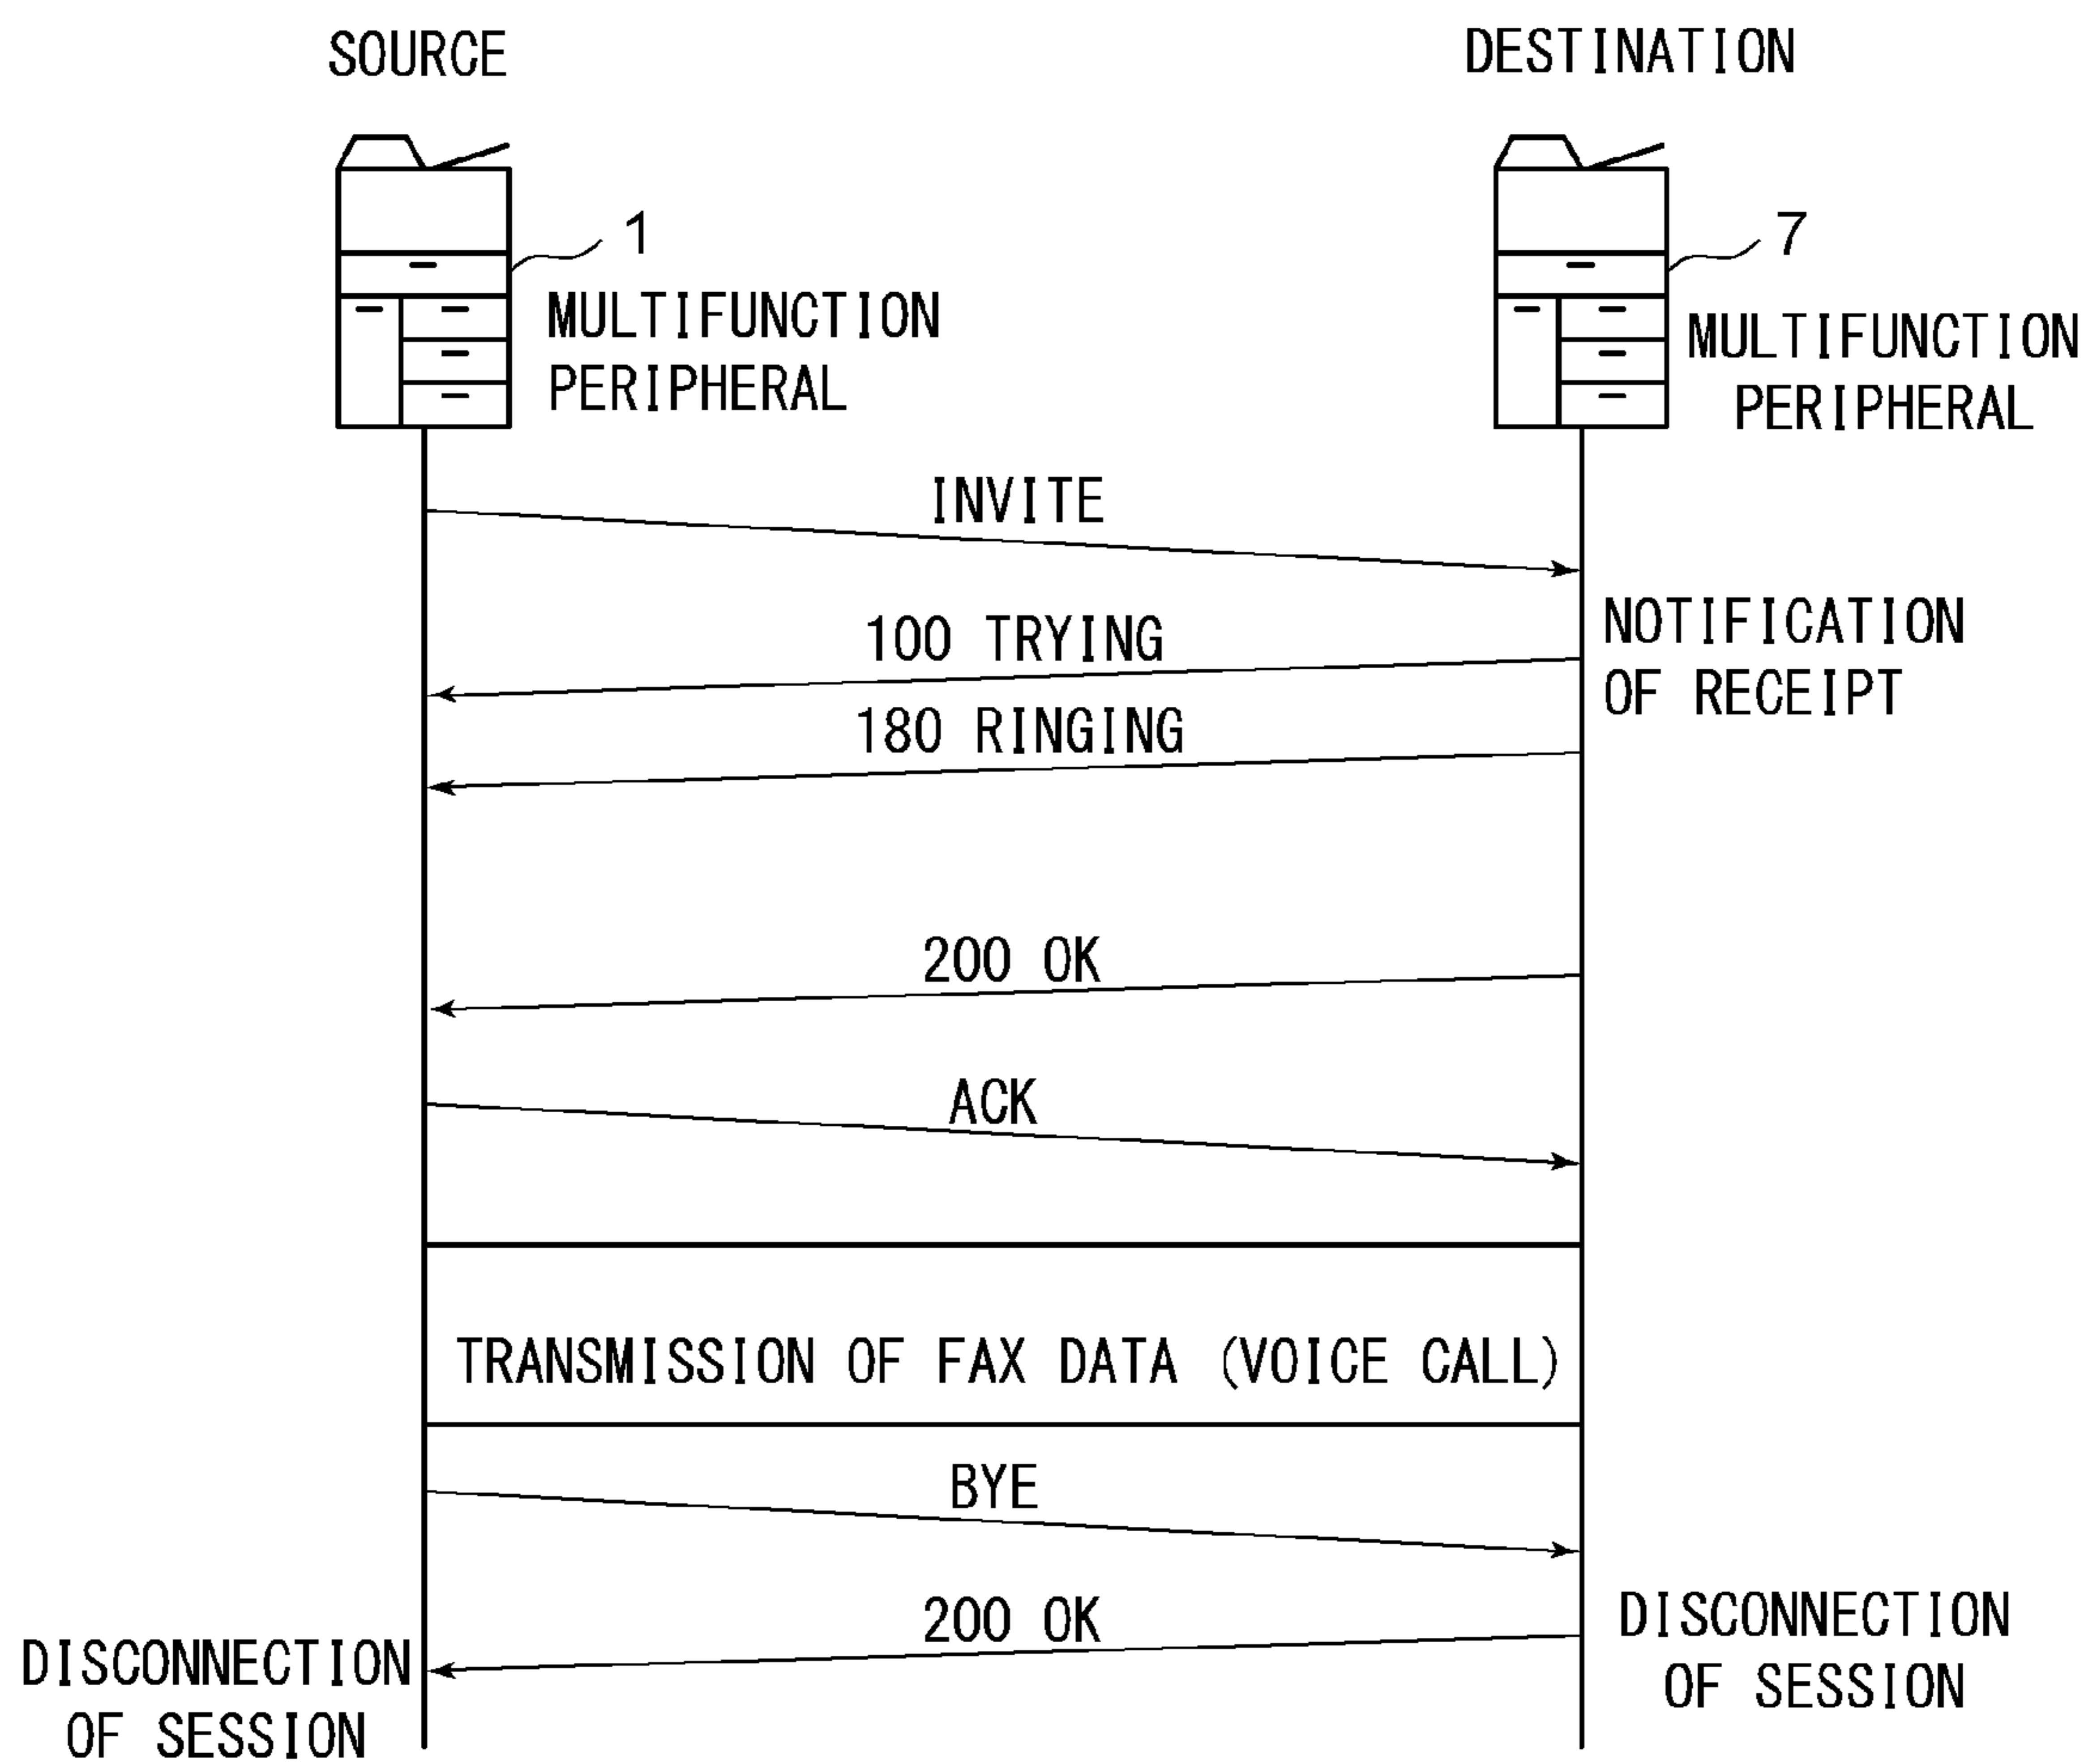 SOURCE
DESTINATION
1
7
MULTIFUNCTION
PERIPHERAL
MULTIFUNCTION
PERIPHERAL
INVITE
NOTIFICATION
OF RECEIPT
100 TRYING
180 RINGING
200 OK
ACK
TRANSMISSION OF FAX DATA (VOICE CALL)
BYE
200 OK
DISCONNECTION
OF SESSION
DISCONNECTION
OF SESSION